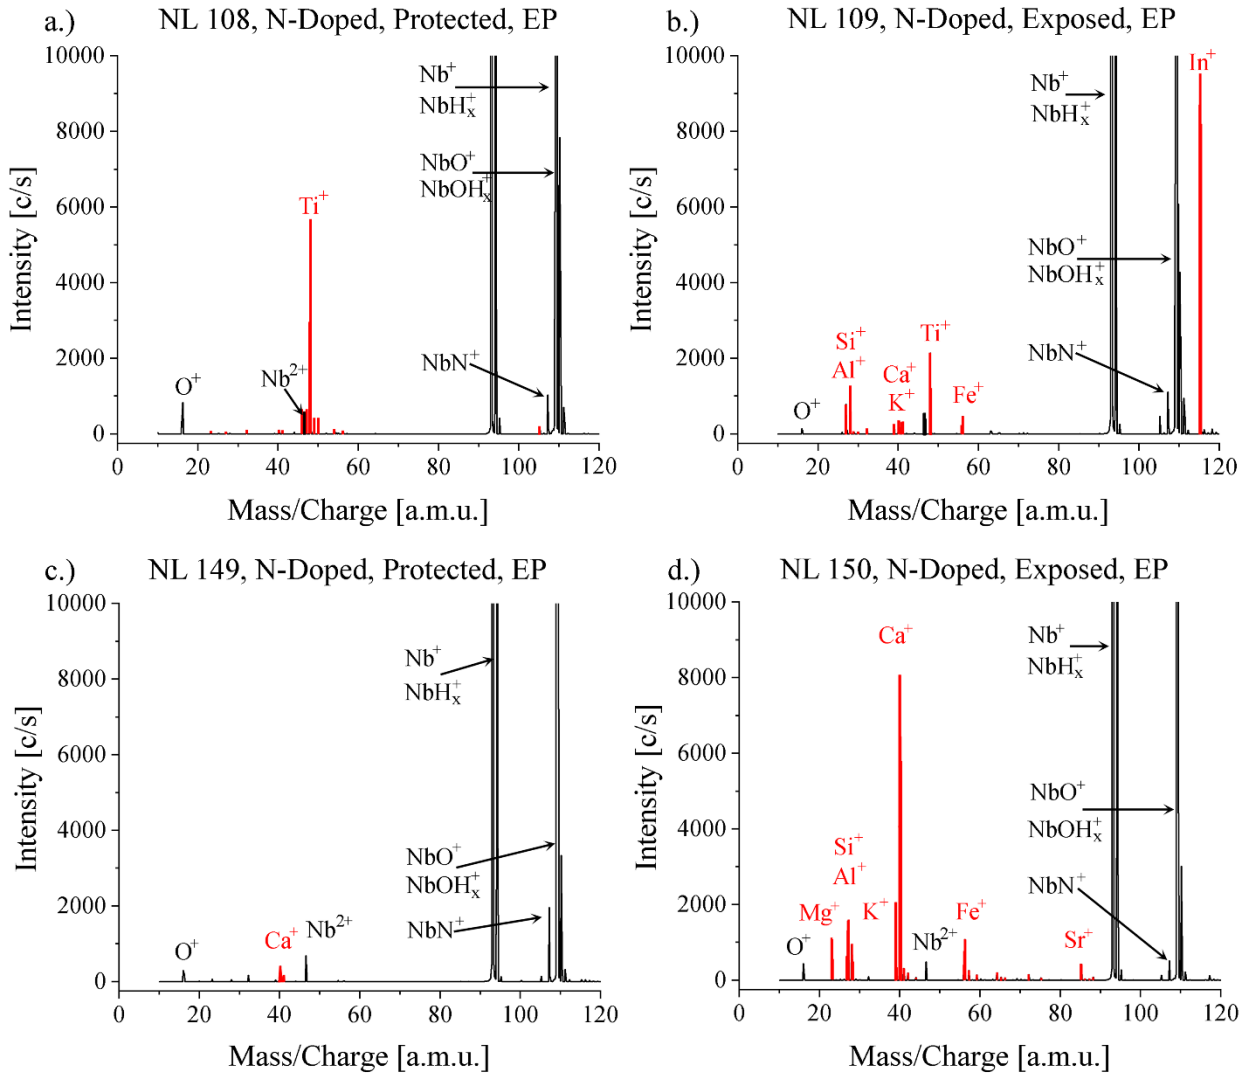 a.) NL 108, N-Doped, Protected, EP
10000
8000
6000
4000
2000
0
Intensity [c/s]
Nb⁺
NbHₓ⁺
NbO⁺
NbOHₓ⁺
Ti⁺
NbN⁺
Nb²⁺
O⁺
0 20 40 60 80 100 120
Mass/Charge [a.m.u.]
b.) NL 109, N-Doped, Exposed, EP
10000
8000
6000
4000
2000
0
Intensity [c/s]
In⁺
Nb⁺
NbHₓ⁺
NbO⁺
NbOHₓ⁺
Si⁺
Al⁺
Ca⁺
K⁺
Ti⁺
Fe⁺
NbN⁺
O⁺
0 20 40 60 80 100 120
Mass/Charge [a.m.u.]
c.) NL 149, N-Doped, Protected, EP
10000
8000
6000
4000
2000
0
Intensity [c/s]
Nb⁺
NbHₓ⁺
NbO⁺
NbOHₓ⁺
NbN⁺
Nb²⁺
Ca⁺
O⁺
0 20 40 60 80 100 120
Mass/Charge [a.m.u.]
d.) NL 150, N-Doped, Exposed, EP
10000
8000
6000
4000
2000
0
Intensity [c/s]
Ca⁺
Nb⁺
NbHₓ⁺
NbO⁺
NbOHₓ⁺
Si⁺
Al⁺
NbN⁺
Mg⁺
K⁺
Fe⁺
Nb²⁺
Sr⁺
O⁺
0 20 40 60 80 100 120
Mass/Charge [a.m.u.]